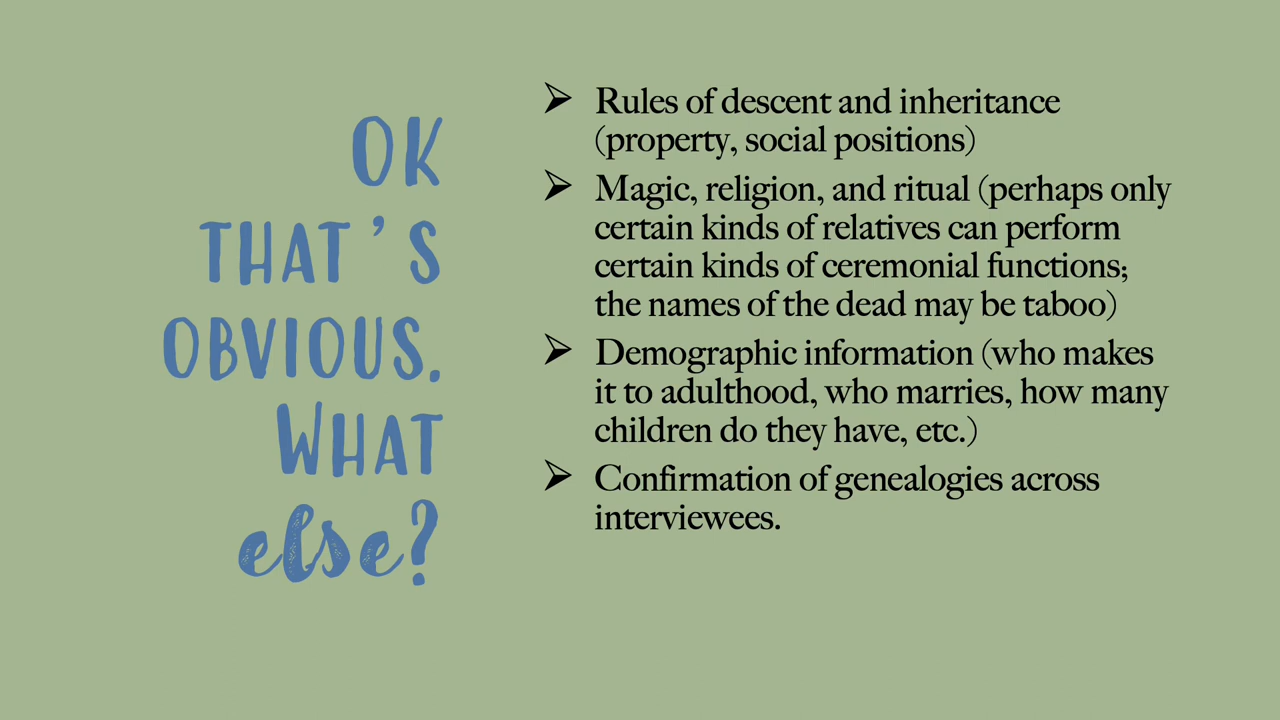 OK
THAT'S
OBVIOUS.
WHAT
else?
➢ Rules of descent and inheritance
(property, social positions)
➢ Magic, religion, and ritual (perhaps only
certain kinds of relatives can perform
certain kinds of ceremonial functions;
the names of the dead may be taboo)
➢ Demographic information (who makes
it to adulthood, who marries, how many
children do they have, etc.)
➢ Confirmation of genealogies across
interviewees.